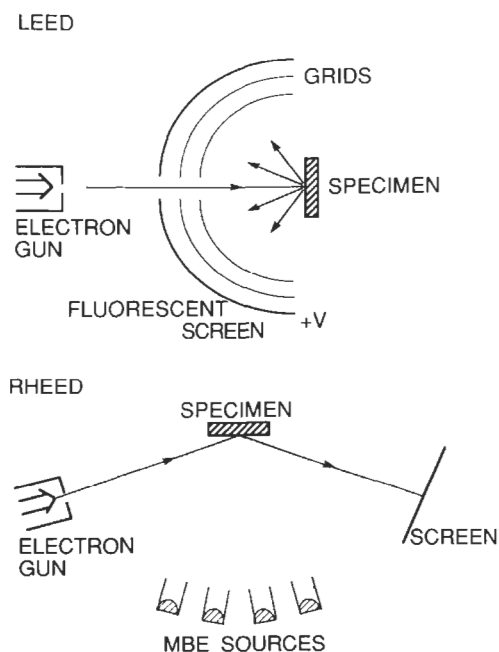 LEED
GRIDS
SPECIMEN
ELECTRON
GUN
FLUORESCENT
SCREEN
+V
RHEED
SPECIMEN
ELECTRON
GUN
SCREEN
MBE SOURCES